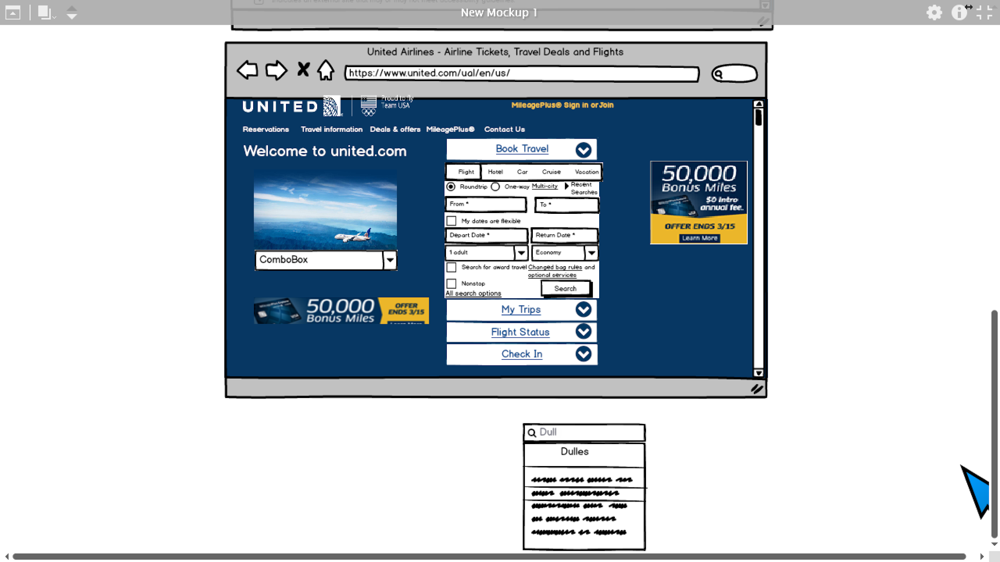 Indicates an external site that may or may not meet accessibility guidelines.
New Mockup 1
United Airlines - Airline Tickets, Travel Deals and Flights
https://www.united.com/ual/en/us/
UNITED
Proud to fly
Team USA
MileagePlus® Sign in or Join
Reservations Travel information Deals & offers MileagePlus® Contact Us
Welcome to united.com
Book Travel
Flight Hotel Car Cruise Vacation
Roundtrip One-way Multi-city Recent
Searches
From * To *
My dates are flexible
Depart Date * Return Date *
1 adult Economy
Search for award travel Changed bag rules and
optional services
Nonstop
Search
All search options
ComboBox
50,000
Bonus Miles
OFFER
ENDS 3/15
Learn More
My Trips
Flight Status
Check In
50,000
Bonus Miles
$0 intro
annual fee.
OFFER ENDS 3/15
Learn More
Dull
Dulles